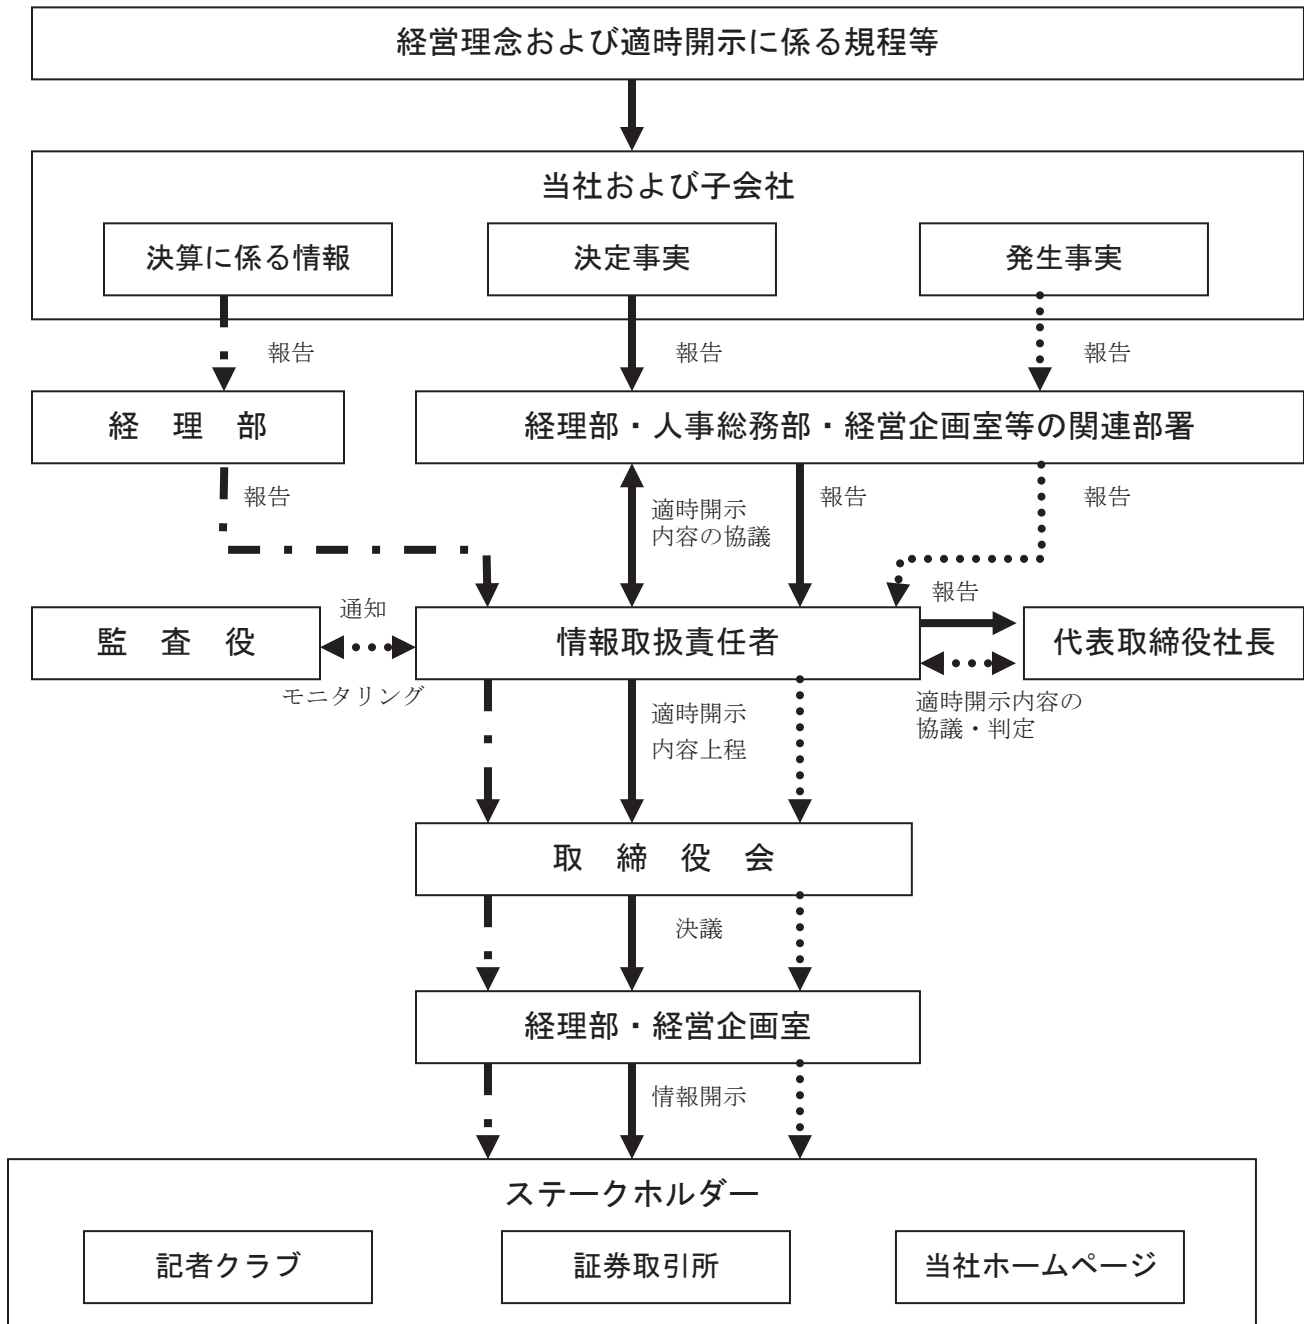 経営理念および適時開示に係る規程等
当社および子会社
決算に係る情報
決定事実
発生事実
報告
報告
報告
経　理　部
経理部・人事総務部・経営企画室等の関連部署
報告
適時開示
内容の協議
報告
報告
報告
通知
監　査　役
情報取扱責任者
代表取締役社長
モニタリング
適時開示
内容上程
適時開示内容の
協議・判定
取　締　役　会
決議
経理部・経営企画室
情報開示
ステークホルダー
記者クラブ
証券取引所
当社ホームページ